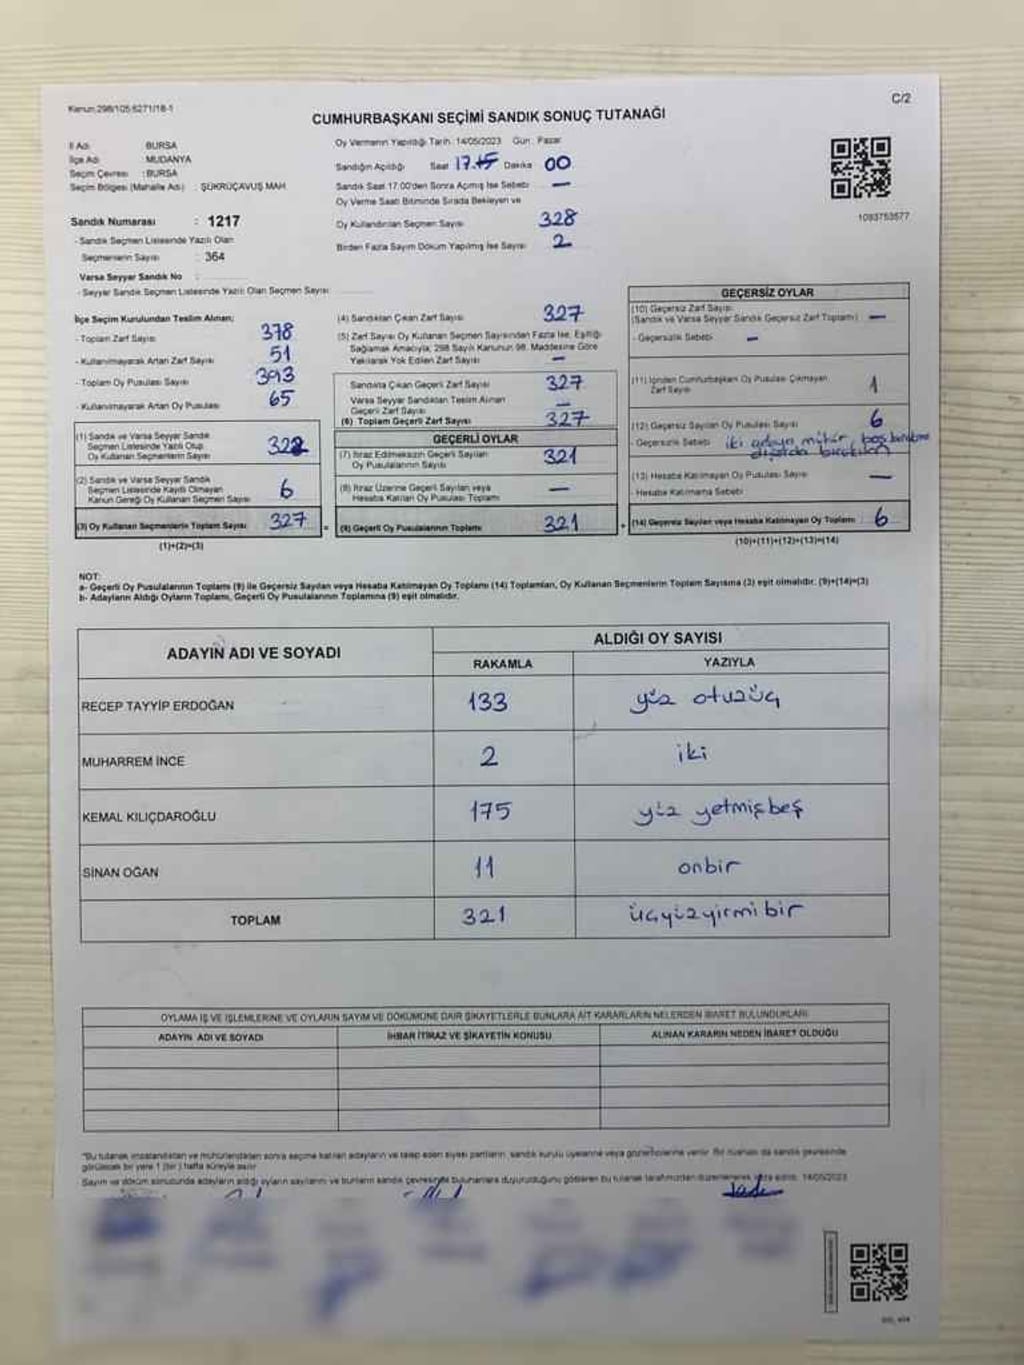 Kanun:298/105;6271/18-1
C/2
CUMHURBAŞKANI SEÇİMİ SANDIK SONUÇ TUTANAĞI
İl Adı : BURSA
İlçe Adı : MUDANYA
Seçim Çevresi : BURSA
Seçim Bölgesi (Mahalle Adı) : ŞÜKRÜÇAVUŞ MAH.
Sandık Numarası : 1217
- Sandık Seçmen Listesinde Yazılı Olan
Seçmenlerin Sayısı : 364
Varsa Seyyar Sandık No :
- Seyyar Sandık Seçmen Listesinde Yazılı Olan Seçmen Sayısı:
Oy Vermenin Yapıldığı Tarih: 14/05/2023 Gün : Pazar
Sandığın Açıldığı Saat 17. Dakika 00
Sandık Saat 17.00'den Sonra Açılmış İse Sebebi —
Oy Verme Saati Bitiminde Sırada Bekleyen ve
Oy Kullandırılan Seçmen Sayısı 328
Birden Fazla Sayım Döküm Yapılmış İse Sayısı 2
1093753577
İlçe Seçim Kurulundan Teslim Alınan;
- Toplam Zarf Sayısı 378
- Kullanılmayarak Artan Zarf Sayısı 51
- Toplam Oy Pusulası Sayısı 393
- Kullanılmayarak Artan Oy Pusulası 65
(1) Sandık ve Varsa Seyyar Sandık
Seçmen Listesinde Yazılı Olup
Oy Kullanan Seçmenlerin Sayısı
(2) Sandık ve Varsa Seyyar Sandık
Seçmen Listesinde Kayıtlı Olmayan
Kanun Gereği Oy Kullanan Seçmen Sayısı 6
(3) Oy Kullanan Seçmenlerin Toplam Sayısı 327 =
(1)+(2)=(3)
(4) Sandıktan Çıkan Zarf Sayısı 327
(5) Zarf Sayısı Oy Kullanan Seçmen Sayısından Fazla İse, Eşitliği
Sağlamak Amacıyla, 298 Sayılı Kanunun 98. Maddesine Göre
Yakılarak Yok Edilen Zarf Sayısı —
Sandıkta Çıkan Geçerli Zarf Sayısı 327
Varsa Seyyar Sandıktan Teslim Alınan
Geçerli Zarf Sayısı —
(6) Toplam Geçerli Zarf Sayısı 327
GEÇERLİ OYLAR
(7) İtiraz Edilmeksizin Geçerli Sayılan
Oy Pusulalarının Sayısı 321
(8) İtiraz Üzerine Geçerli Sayılan veya
Hesaba Katılan Oy Pusulası Toplamı —
(9) Geçerli Oy Pusulalarının Toplamı 321 +
GEÇERSİZ OYLAR
(10) Geçersiz Zarf Sayısı
(Sandık ve Varsa Seyyar Sandık Geçersiz Zarf Toplamı) —
- Geçersizlik Sebebi —
(11) İçinden Cumhurbaşkanı Oy Pusulası Çıkmayan
Zarf Sayısı 1
(12) Geçersiz Sayılan Oy Pusulası Sayısı 6
- Geçersizlik Sebebi iki adaya mühür, boş bırakma
(13) Hesaba Katılmayan Oy Pusulası Sayısı —
- Hesaba Katılmama Sebebi
(14) Geçersiz Sayılan veya Hesaba Katılmayan Oy Toplamı 6
(10)+(11)+(12)+(13)=(14)
NOT:
a- Geçerli Oy Pusulalarının Toplamı (9) ile Geçersiz Sayılan veya Hesaba Katılmayan Oy Toplamı (14) Toplamları, Oy Kullanan Seçmenlerin Toplam Sayısına (3) eşit olmalıdır. (9)+(14)=(3)
b- Adayların Aldığı Oyların Toplamı, Geçerli Oy Pusulalarının Toplamına (9) eşit olmalıdır.
ADAYIN ADI VE SOYADI
ALDIĞI OY SAYISI
RAKAMLA YAZIYLA
RECEP TAYYİP ERDOĞAN 133 yüz otuzüç
MUHARREM İNCE 2 iki
KEMAL KILIÇDAROĞLU 175 yüz yetmişbeş
SİNAN OĞAN 11 onbir
TOPLAM 321 üçyüzyirmibir
OYLAMA İŞ VE İŞLEMLERİNE VE OYLARIN SAYIM VE DÖKÜMÜNE DAİR ŞİKAYETLERLE BUNLARA AİT KARARLARIN NELERDEN İBARET BULUNDUKLARI
ADAYIN ADI VE SOYADI İHBAR İTİRAZ VE ŞİKAYETİN KONUSU ALINAN KARARIN NEDEN İBARET OLDUĞU
*Bu tutanak imzalandıktan ve mühürlendikten sonra seçime katılan adayların ve talep eden siyasi partilerin, sandık kurulu üyelerine veya gözlemcilerine verilir. Bir nüshası da sandık çevresinde
görülecek bir yere 1 (bir) hafta süreyle asılır.
Sayım ve döküm sonucunda adayların aldığı oyların sayılarını ve bunların sandık çevresinde bulunanlara duyurulduğunu gösteren bu tutanak tarafımızdan düzenlenerek imza edildi. 14/05/2023